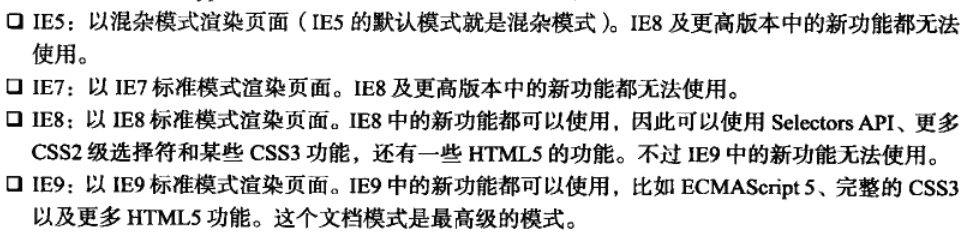 ❑ IE5：以混杂模式渲染页面（IE5 的默认模式就是混杂模式）。IE8 及更高版本中的新功能都无法
使用。
❑ IE7：以 IE7 标准模式渲染页面。IE8 及更高版本中的新功能都无法使用。
❑ IE8：以 IE8 标准模式渲染页面。IE8 中的新功能都可以使用，因此可以使用 Selectors API、更多
CSS2 级选择符和某些 CSS3 功能，还有一些 HTML5 的功能。不过 IE9 中的新功能无法使用。
❑ IE9：以 IE9 标准模式渲染页面。IE9 中的新功能都可以使用，比如 ECMAScript 5、完整的 CSS3
以及更多 HTML5 功能。这个文档模式是最高级的模式。